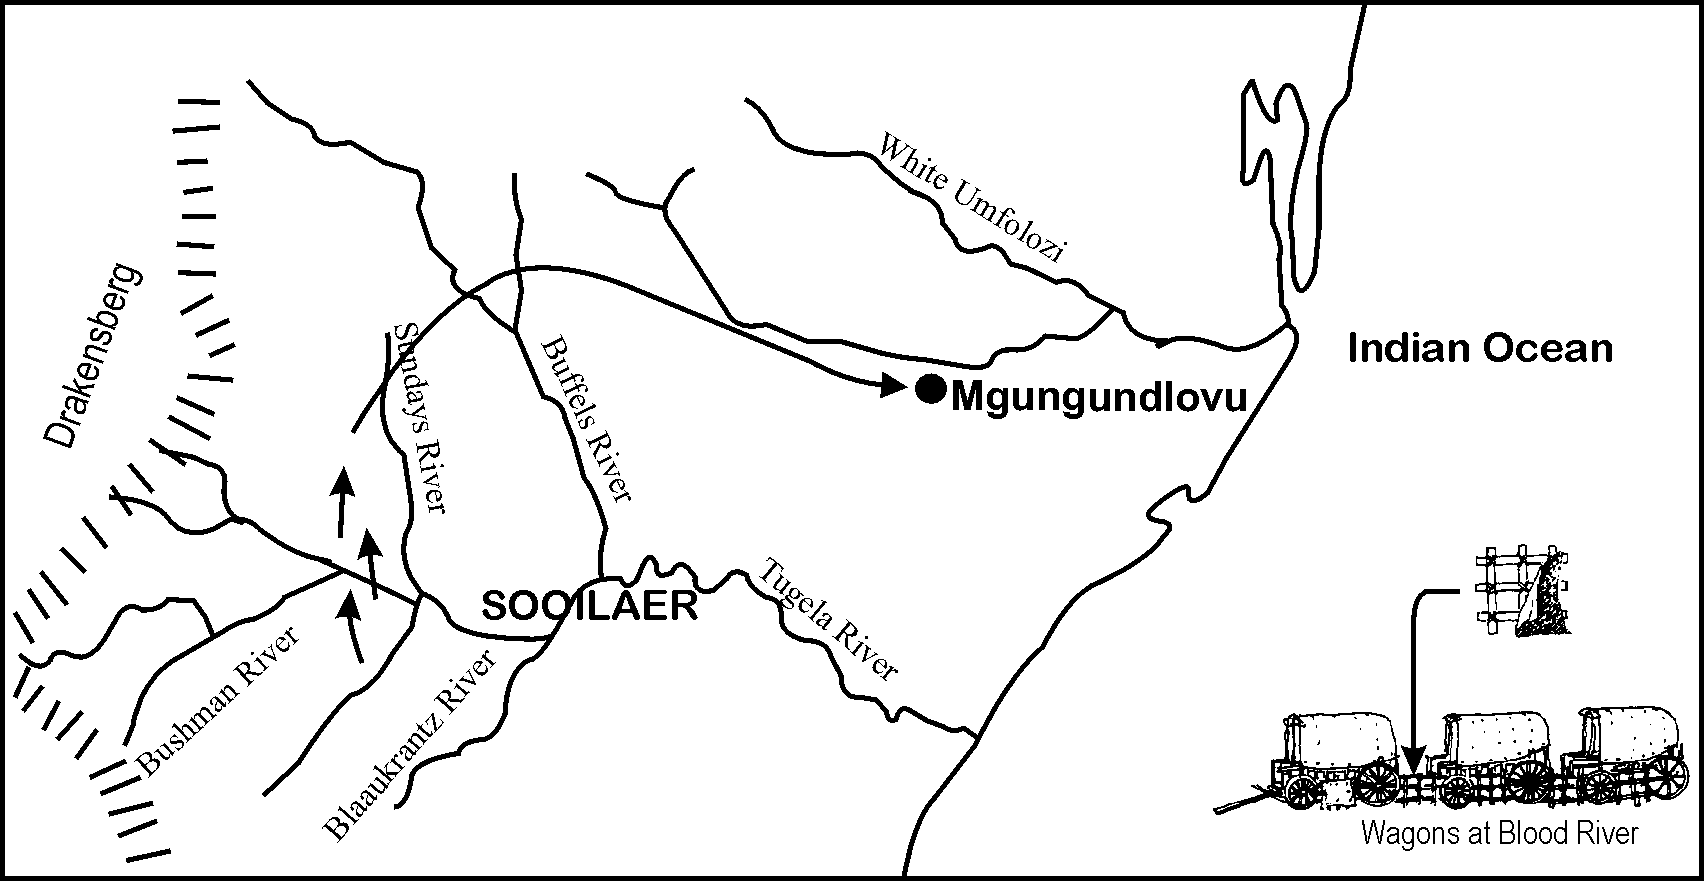 White Umfolozi
Drakensberg
Sundays River
Buffels River
Indian Ocean
Mgungundlovu
SOOILAER
Tugela River
Bushman River
Blaaukrantz River
Wagons at Blood River